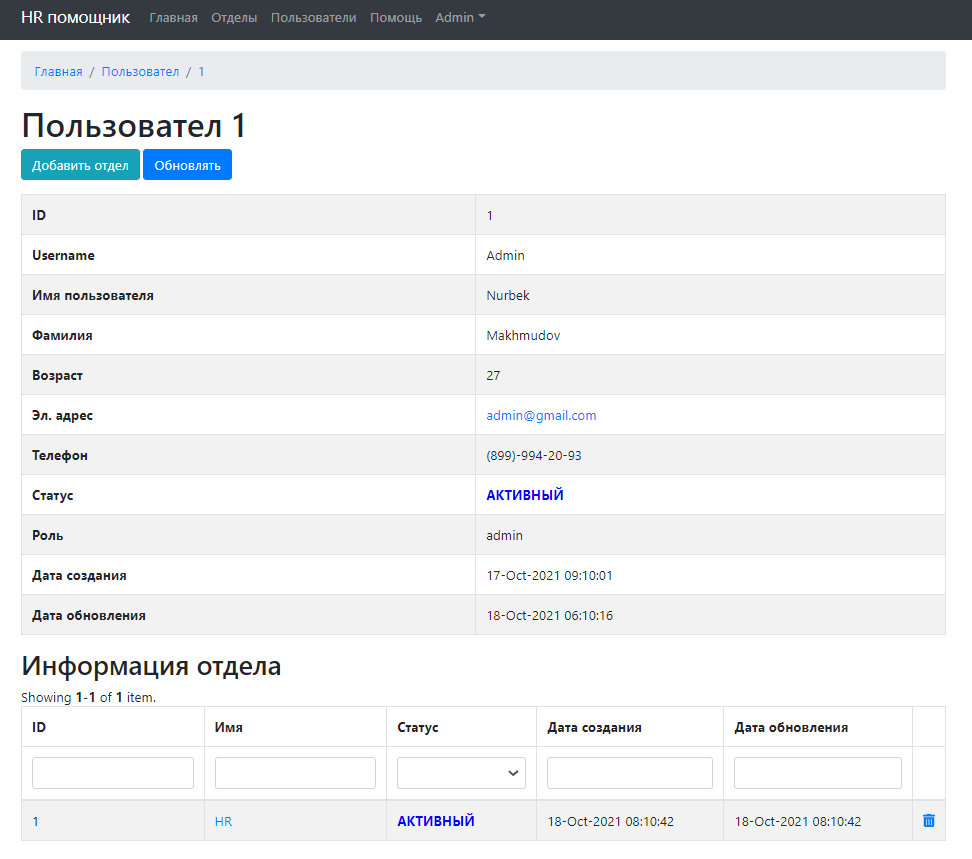 HR помощник Главная Отделы Пользователи Помощь Admin
Главная / Пользовател / 1
Пользовател 1
Добавить отдел Обновлять
ID 1
Username Admin
Имя пользователя Nurbek
Фамилия Makhmudov
Возраст 27
Эл. адрес admin@gmail.com
Телефон (899)-994-20-93
Статус АКТИВНЫЙ
Роль admin
Дата создания 17-Oct-2021 09:10:01
Дата обновления 18-Oct-2021 06:10:16
Информация отдела
Showing 1-1 of 1 item.
ID Имя Статус Дата создания Дата обновления
1 HR АКТИВНЫЙ 18-Oct-2021 08:10:42 18-Oct-2021 08:10:42